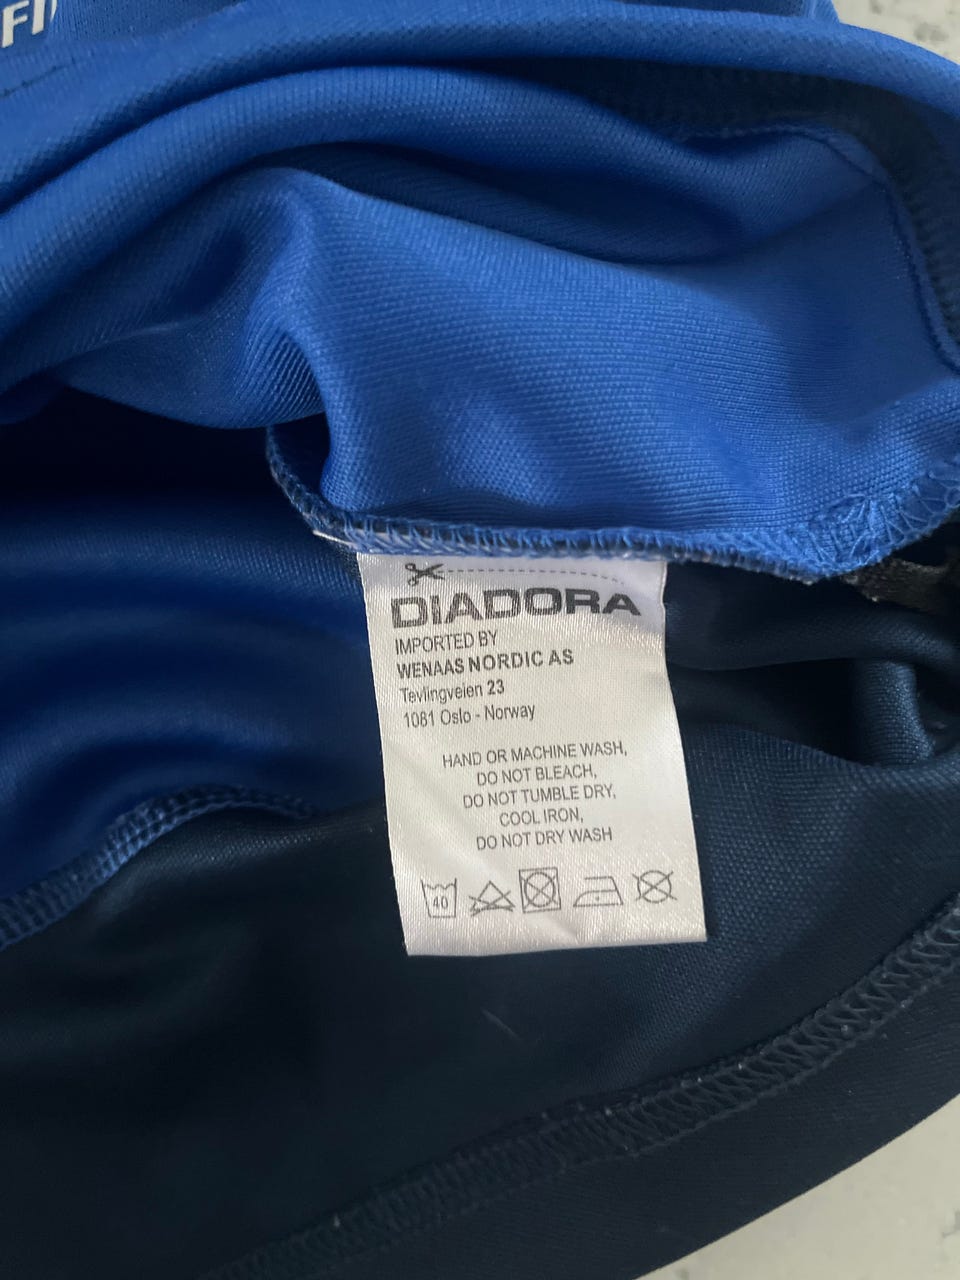 DIADORA
IMPORTED BY
WENAAS NORDIC AS
Tevlingveien 23
1081 Oslo - Norway
HAND OR MACHINE WASH,
DO NOT BLEACH,
DO NOT TUMBLE DRY,
COOL IRON,
DO NOT DRY WASH
40